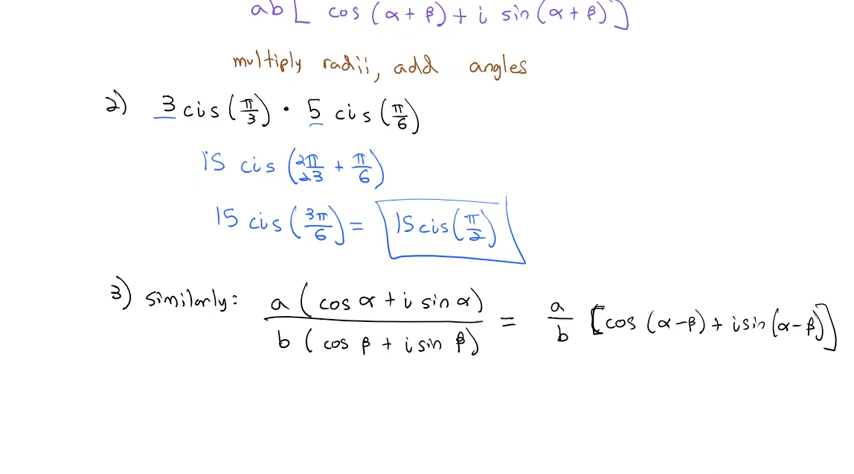 ab [ cos (α + β) + i sin (α + β) ]
multiply radii, add angles
2) 3 cis (π/3) · 5 cis (π/6)
15 cis (2π/2·3 + π/6)
15 cis (3π/6) = 15 cis (π/2)
3) similarly: a ( cos α + i sin α) / b ( cos β + i sin β) = a/b [cos (α-β) + i sin (α-β)]